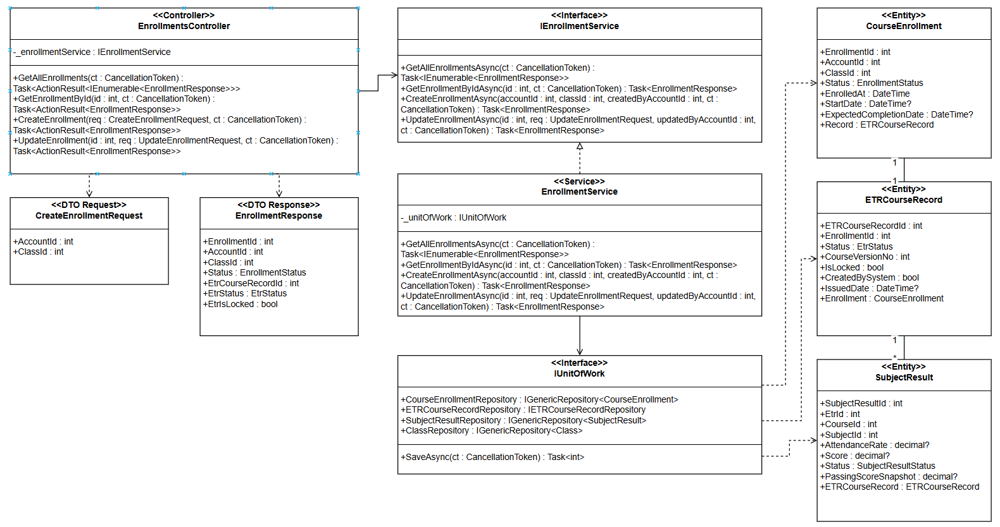 <<Controller>>
EnrollmentsController
-_enrollmentService : IEnrollmentService
+GetAllEnrollments(ct : CancellationToken) :
Task<ActionResult<IEnumerable<EnrollmentResponse>>>
+GetEnrollmentById(id : int, ct : CancellationToken) :
Task<ActionResult<EnrollmentResponse>>
+CreateEnrollment(req : CreateEnrollmentRequest, ct : CancellationToken) :
Task<ActionResult<EnrollmentResponse>>
+UpdateEnrollment(id : int, req : UpdateEnrollmentRequest, ct : CancellationToken) :
Task<ActionResult<EnrollmentResponse>>
<<DTO Request>>
CreateEnrollmentRequest
+AccountId : int
+ClassId : int
<<DTO Response>>
EnrollmentResponse
+EnrollmentId : int
+AccountId : int
+ClassId : int
+Status : EnrollmentStatus
+EtrCourseRecordId : int
+EtrStatus : EtrStatus
+EtrIsLocked : bool
<<Interface>>
IEnrollmentService
+GetAllEnrollmentsAsync(ct : CancellationToken) :
Task<IEnumerable<EnrollmentResponse>>
+GetEnrollmentByIdAsync(id : int, ct : CancellationToken) : Task<EnrollmentResponse>
+CreateEnrollmentAsync(accountId : int, classId : int, createdByAccountId : int, ct :
CancellationToken) : Task<EnrollmentResponse>
+UpdateEnrollmentAsync(id : int, req : UpdateEnrollmentRequest, updatedByAccountId : int,
ct : CancellationToken) : Task<EnrollmentResponse>
<<Service>>
EnrollmentService
-_unitOfWork : IUnitOfWork
+GetAllEnrollmentsAsync(ct : CancellationToken) :
Task<IEnumerable<EnrollmentResponse>>
+GetEnrollmentByIdAsync(id : int, ct : CancellationToken) : Task<EnrollmentResponse>
+CreateEnrollmentAsync(accountId : int, classId : int, createdByAccountId : int, ct :
CancellationToken) : Task<EnrollmentResponse>
+UpdateEnrollmentAsync(id : int, req : UpdateEnrollmentRequest, updatedByAccountId : int,
ct : CancellationToken) : Task<EnrollmentResponse>
<<Interface>>
IUnitOfWork
+CourseEnrollmentRepository : IGenericRepository<CourseEnrollment>
+ETRCourseRecordRepository : IETRCourseRecordRepository
+SubjectResultRepository : IGenericRepository<SubjectResult>
+ClassRepository : IGenericRepository<Class>
+SaveAsync(ct : CancellationToken) : Task<int>
<<Entity>>
CourseEnrollment
+EnrollmentId : int
+AccountId : int
+ClassId : int
+Status : EnrollmentStatus
+EnrolledAt : DateTime
+StartDate : DateTime?
+ExpectedCompletionDate : DateTime?
+Record : ETRCourseRecord
1
1
<<Entity>>
ETRCourseRecord
+ETRCourseRecordId : int
+EnrollmentId : int
+Status : EtrStatus
+CourseVersionNo : int
+IsLocked : bool
+CreatedBySystem : bool
+IssuedDate : DateTime?
+Enrollment : CourseEnrollment
1
*
<<Entity>>
SubjectResult
+SubjectResultId : int
+EtrId : int
+CourseId : int
+SubjectId : int
+AttendanceRate : decimal?
+Score : decimal?
+Status : SubjectResultStatus
+PassingScoreSnapshot : decimal?
+ETRCourseRecord : ETRCourseRecord